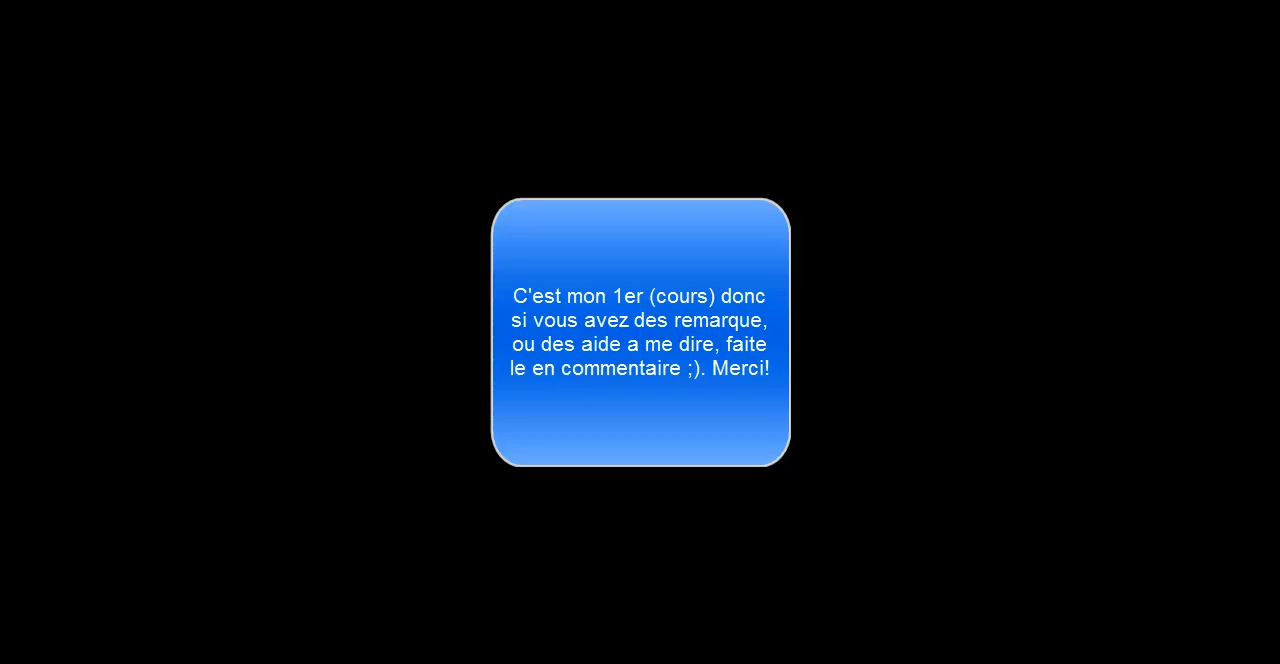 C'est mon 1er (cours) donc
si vous avez des remarque,
ou des aide a me dire, faite
le en commentaire ;). Merci!